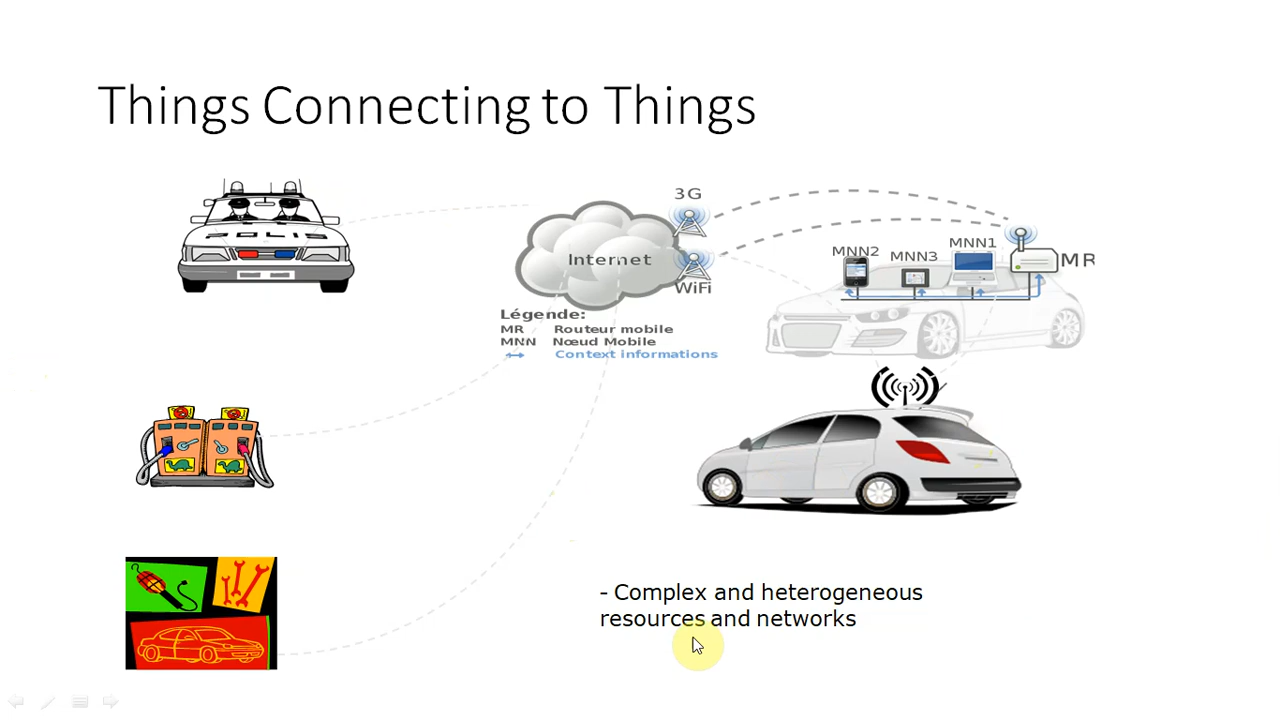 Things Connecting to Things
POLIS
3G
Internet
WiFi
MNN2
MNN3
MNN1
MR
Légende:
MR Routeur mobile
MNN Nœud Mobile
Context informations
- Complex and heterogeneous
resources and networks